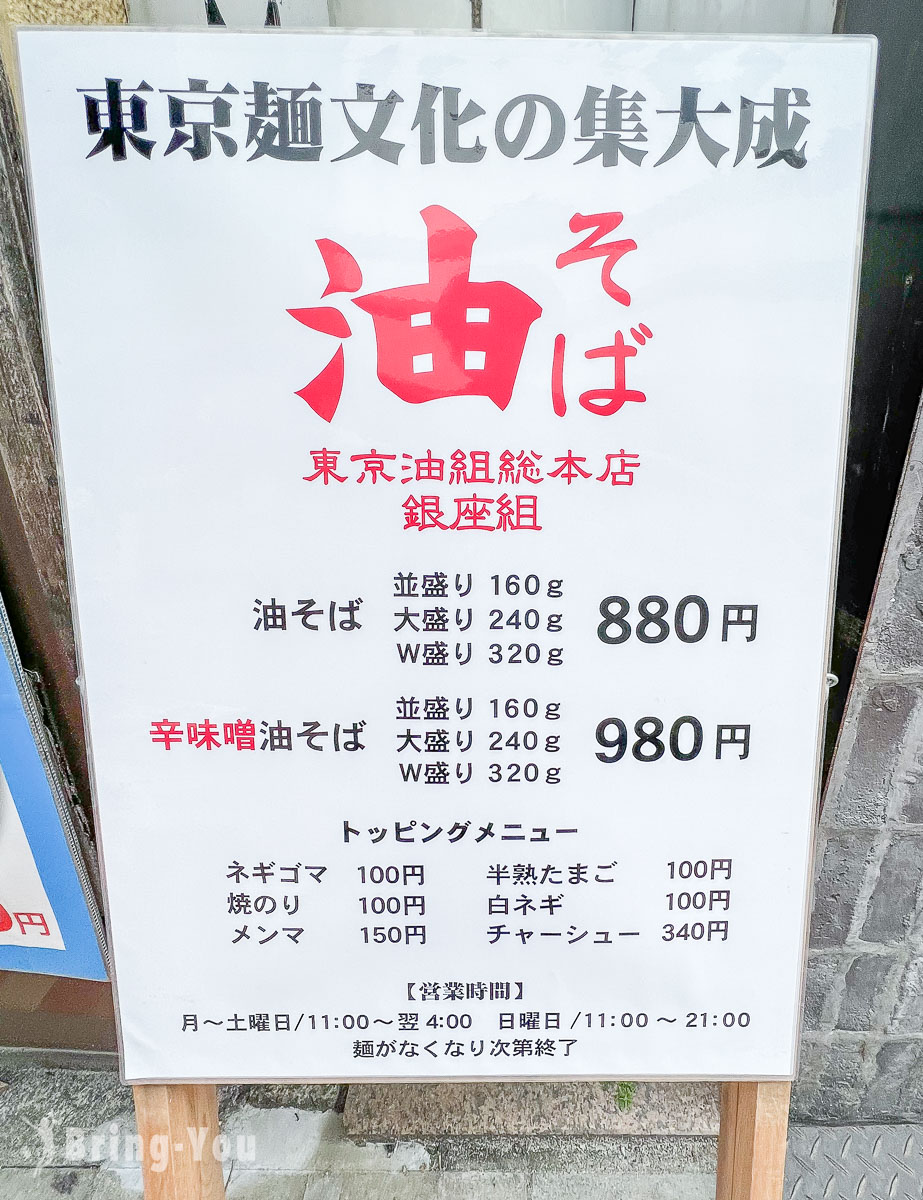 東京麺文化の集大成
油そば
東京油組総本店
銀座組
油そば 並盛り 160g 大盛り 240g W盛り 320g 880円
辛味噌油そば 並盛り 160g 大盛り 240g W盛り 320g 980円
トッピングメニュー
ネギゴマ 100円 半熟たまご 100円
焼のり 100円 白ネギ 100円
メンマ 150円 チャーシュー 340円
【営業時間】
月〜土曜日/11:00〜翌4:00 日曜日/11:00〜21:00
麺がなくなり次第終了
円
Bring-You